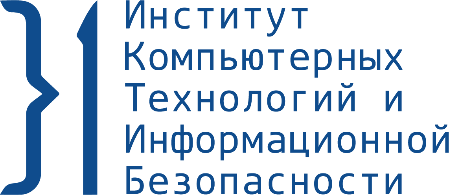 Институт
Компьютерных
Технологий и
Информационной
Безопасности